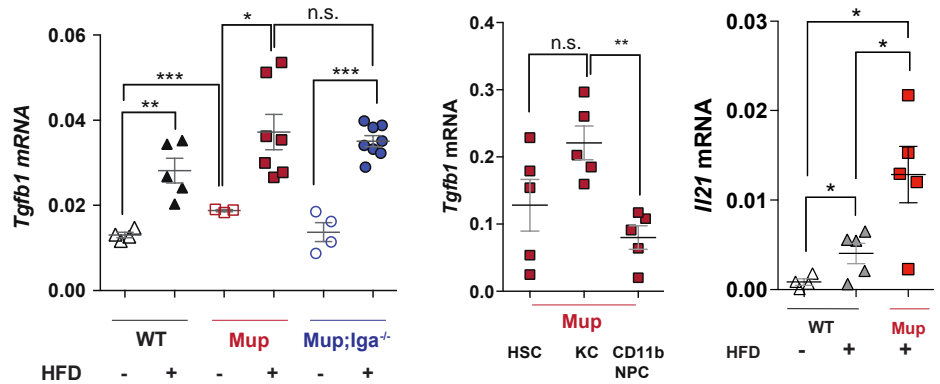 n.s.
*
***
***
**
0.06
0.04
0.02
0.00
Tgfb1 mRNA
WT
Mup
Mup;Iga-/-
HFD
-
+
-
+
-
+
n.s.
**
0.4
0.3
0.2
0.1
0.0
Tgfb1 mRNA
Mup
HSC
KC
CD11b
NPC
*
*
*
0.03
0.02
0.01
0.00
Il21 mRNA
WT
Mup
HFD
-
+
+